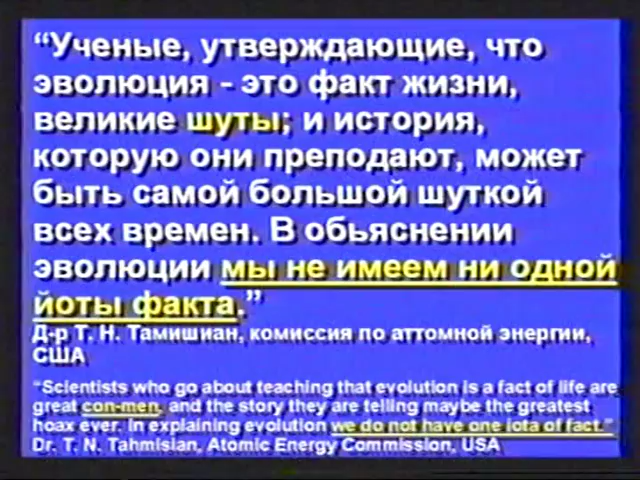 “Ученые, утверждающие, что
эволюция - это факт жизни,
великие шуты; и история,
которую они преподают, может
быть самой большой шуткой
всех времен. В обьяснении
эволюции мы не имеем ни одной
йоты факта.”
Д-р Т. Н. Тамишиан, комиссия по аттомной энергии,
США
“Scientists who go about teaching that evolution is a fact of life are
great con-men, and the story they are telling maybe the greatest
hoax ever. In explaining evolution we do not have one iota of fact.”
Dr. T. N. Tahmisian, Atomic Energy Commission, USA